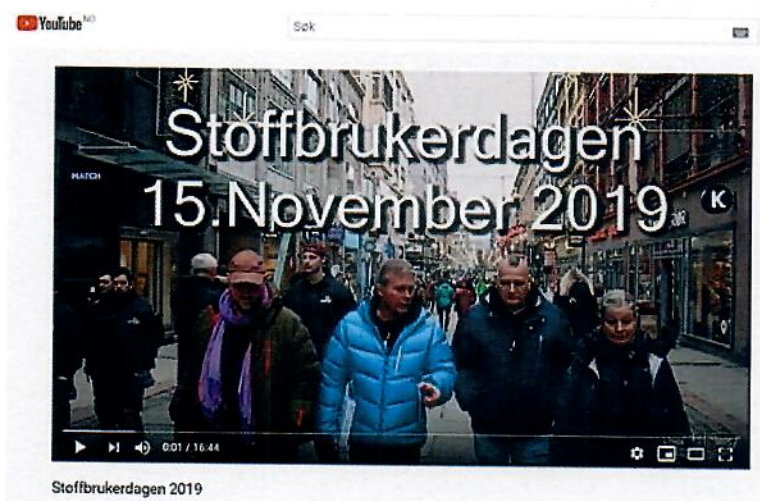 YouTube NO
Søk
Stoffbrukerdagen
15.November 2019
MATCH
K
0:01 / 16:44
Stoffbrukerdagen 2019